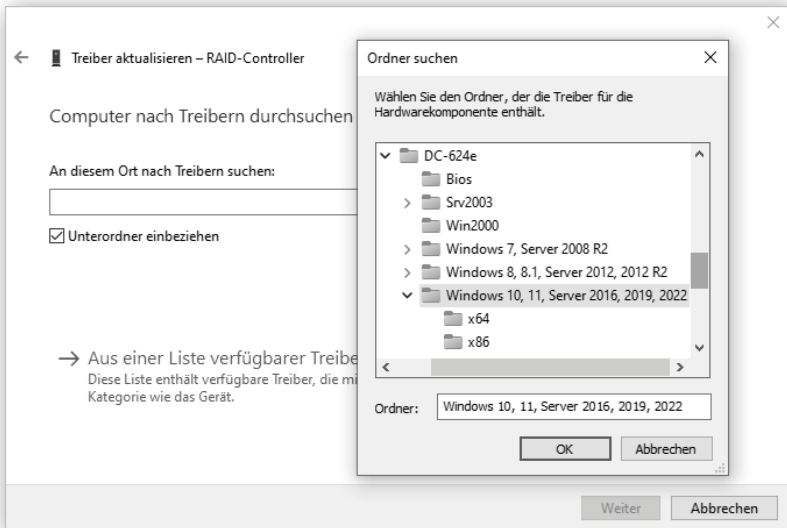 Treiber aktualisieren – RAID-Controller
Computer nach Treibern durchsuchen
An diesem Ort nach Treibern suchen:
Unterordner einbeziehen
Aus einer Liste verfügbarer Treibe
Diese Liste enthält verfügbare Treiber, die mi
Kategorie wie das Gerät.
Ordner suchen
Wählen Sie den Ordner, der die Treiber für die
Hardwarekomponente enthält.
DC-624e
Bios
Srv2003
Win2000
Windows 7, Server 2008 R2
Windows 8, 8.1, Server 2012, 2012 R2
Windows 10, 11, Server 2016, 2019, 2022
x64
x86
Ordner: Windows 10, 11, Server 2016, 2019, 2022
OK Abbrechen
Weiter Abbrechen